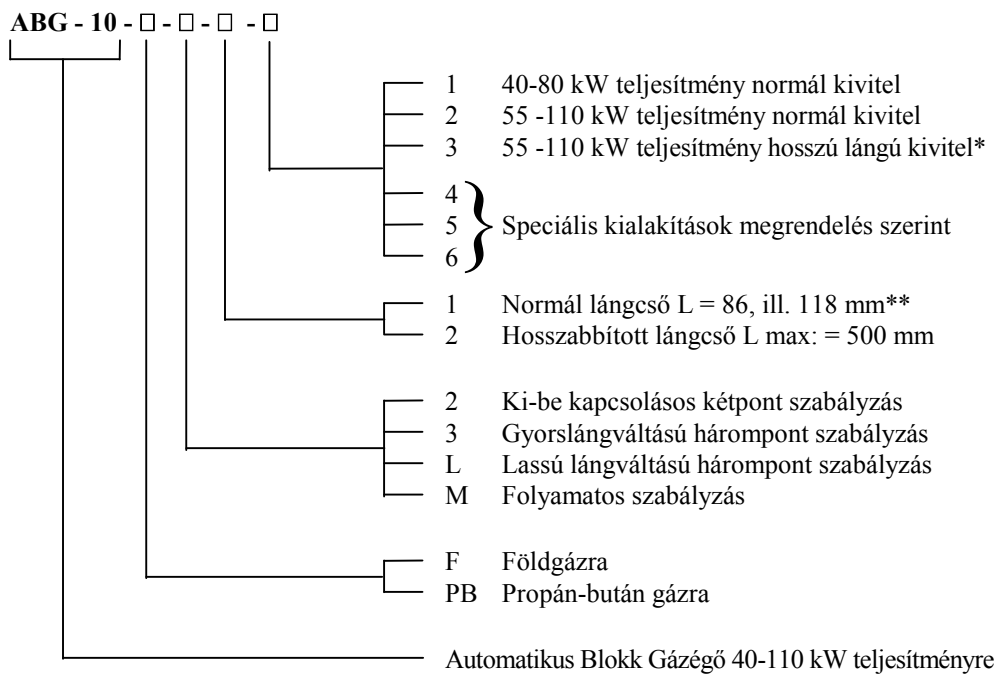 ABG - 10 - □ - □ - □ - □
1 40-80 kW teljesítmény normál kivitel
2 55 -110 kW teljesítmény normál kivitel
3 55 -110 kW teljesítmény hosszú lángú kivitel*
4
5 Speciális kialakítások megrendelés szerint
6
1 Normál lángcső L = 86, ill. 118 mm**
2 Hosszabbított lángcső L max: = 500 mm
2 Ki-be kapcsolásos kétpont szabályzás
3 Gyorslángváltású hárompont szabályzás
L Lassú lángváltású hárompont szabályzás
M Folyamatos szabályzás
F Földgázra
PB Propán-bután gázra
Automatikus Blokk Gázégő 40-110 kW teljesítményre